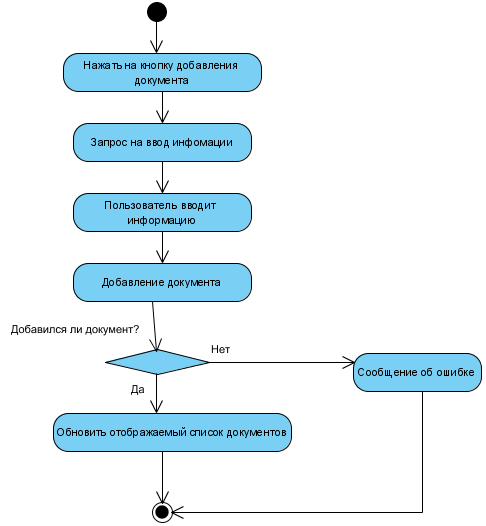 Нажать на кнопку добавления
документа
Запрос на ввод инфомации
Пользователь вводит
информацию
Добавление документа
Добавился ли документ?
Нет
Сообщение об ошибке
Да
Обновить отображаемый список документов